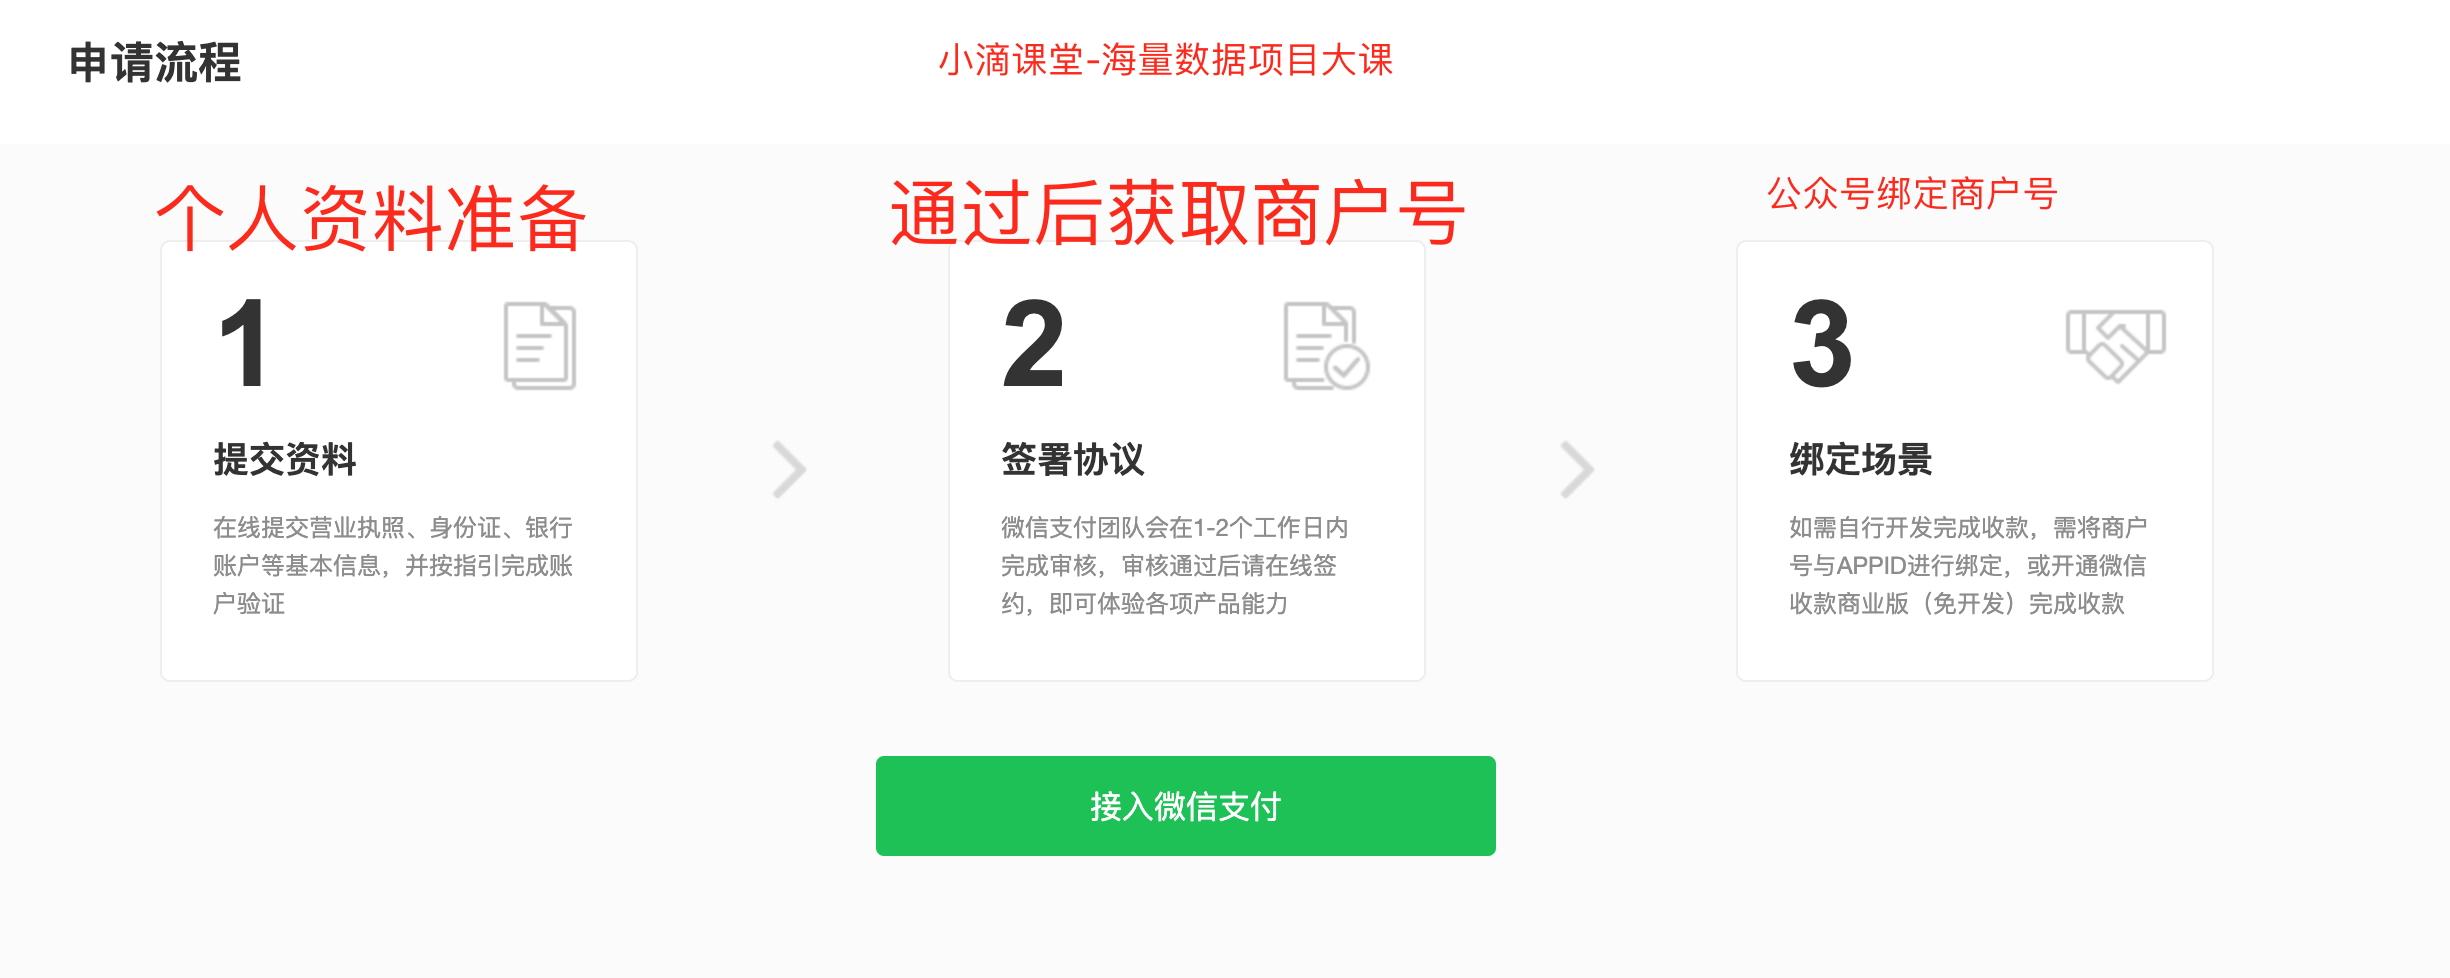 申请流程
小滴课堂-海量数据项目大课
个人资料准备
1
提交资料
在线提交营业执照、身份证、银行
账户等基本信息，并按指引完成账
户验证
通过后获取商户号
2
签署协议
微信支付团队会在1-2个工作日内
完成审核，审核通过后请在线签
约，即可体验各项产品能力
公众号绑定商户号
3
绑定场景
如需自行开发完成收款，需将商户
号与APPID进行绑定，或开通微信
收款商业版（免开发）完成收款
接入微信支付